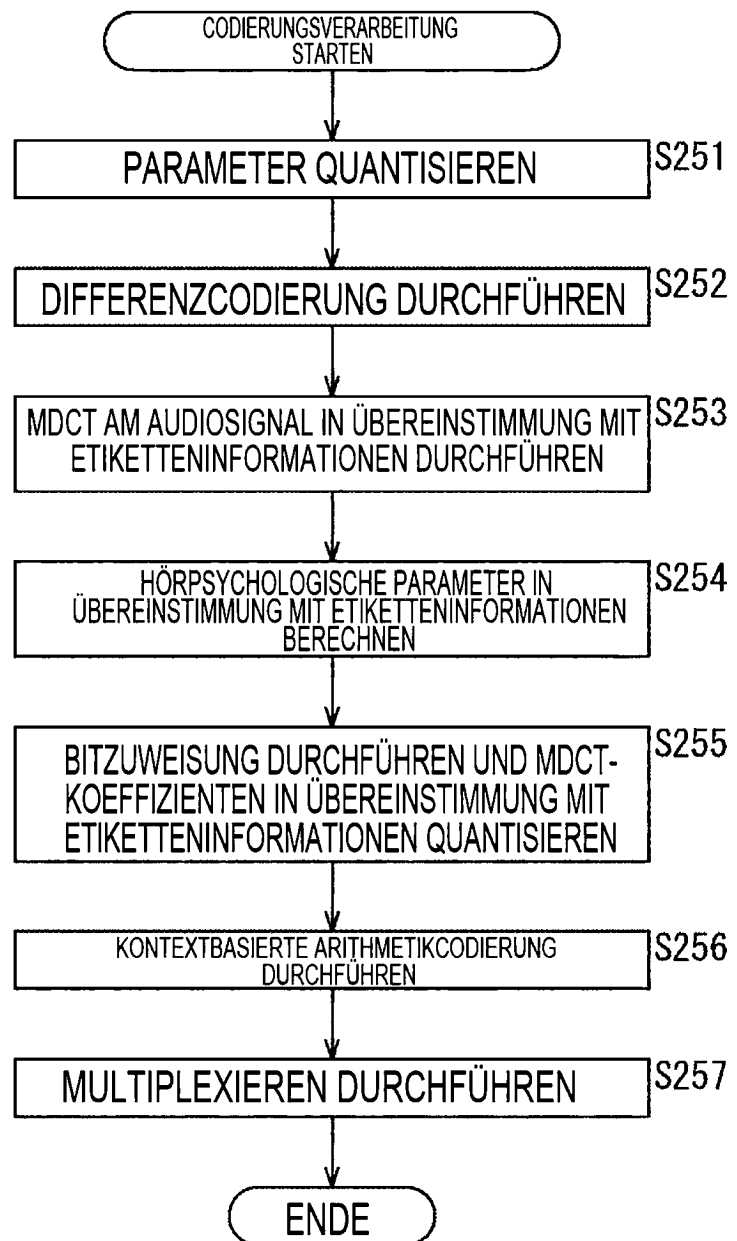 CODIERUNGSVERARBEITUNG
STARTEN
PARAMETER QUANTISIEREN
S251
DIFFERENZCODIERUNG DURCHFÜHREN
S252
MDCT AM AUDIOSIGNAL IN ÜBEREINSTIMMUNG MIT
ETIKETTENINFORMATIONEN DURCHFÜHREN
S253
HÖRPSYCHOLOGISCHE PARAMETER IN
ÜBEREINSTIMMUNG MIT ETIKETTENINFORMATIONEN
BERECHNEN
S254
BITZUWEISUNG DURCHFÜHREN UND MDCT-
KOEFFIZIENTEN IN ÜBEREINSTIMMUNG MIT
ETIKETTENINFORMATIONEN QUANTISIEREN
S255
KONTEXTBASIERTE ARITHMETIKCODIERUNG
DURCHFÜHREN
S256
MULTIPLEXIEREN DURCHFÜHREN
S257
ENDE